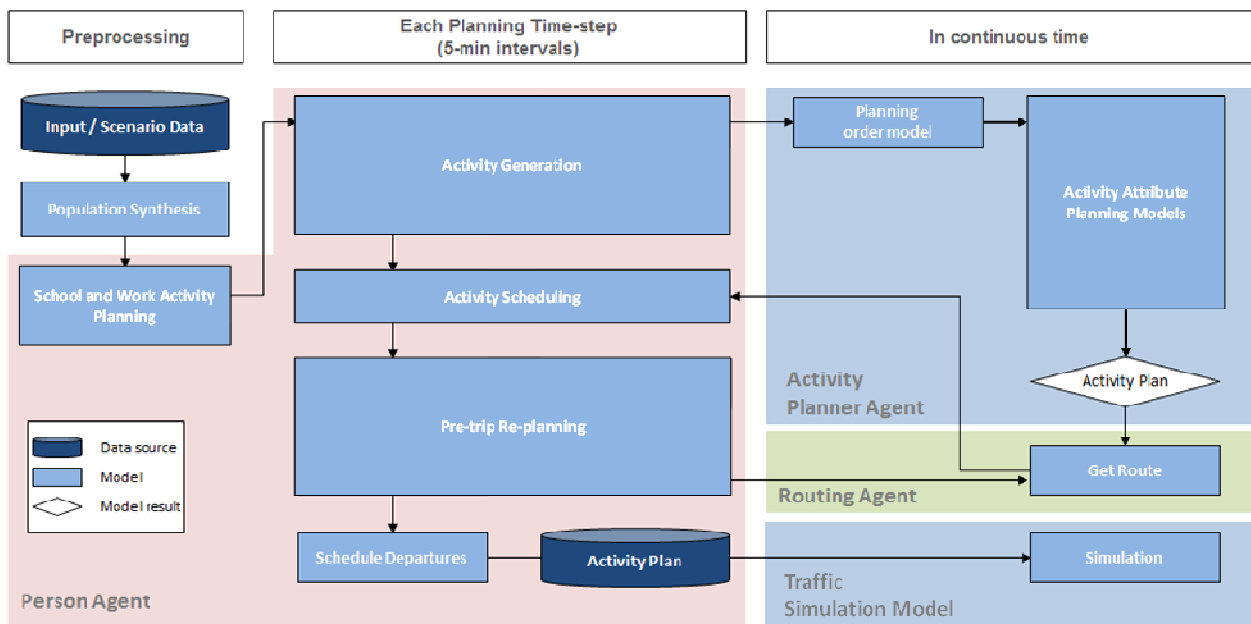 Preprocessing
Each Planning Time-step
(5-min intervals)
In continuous time
Input / Scenario Data
Population Synthesis
School and Work Activity
Planning
Activity Generation
Activity Scheduling
Pre-trip Re-planning
Schedule Departures
Activity Plan
Planning
order model
Activity Attribute
Planning Models
Activity Plan
Activity
Planner Agent
Get Route
Routing Agent
Simulation
Traffic
Simulation Model
Data source
Model
Model result
Person Agent